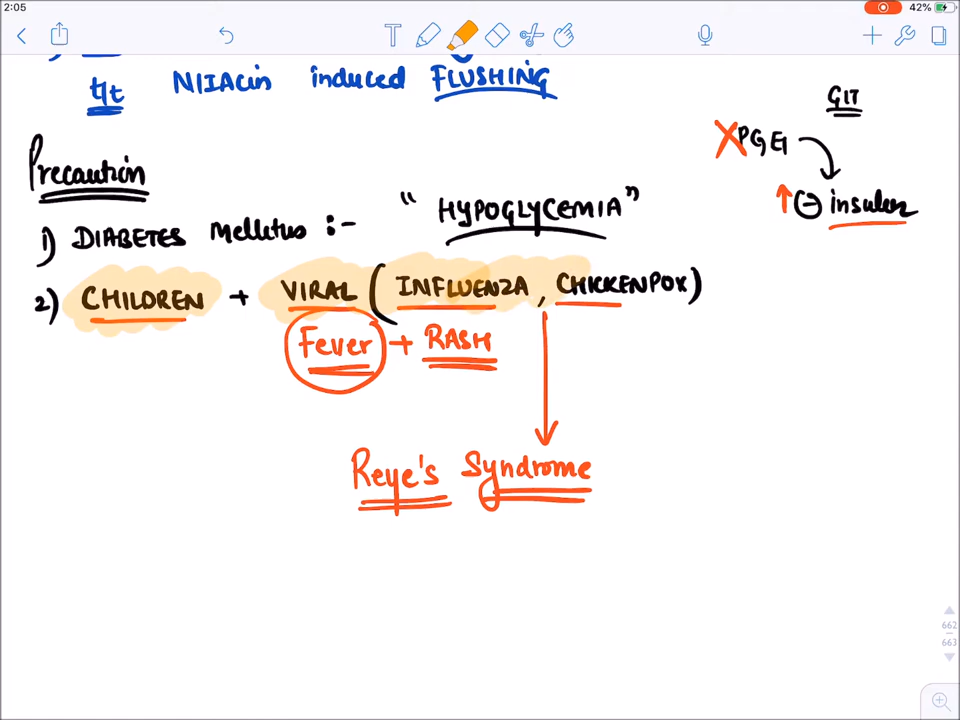 2:05
42%
T
tlt NIIAcin induced FLUSHING
GIT
PGE1
⊖ insulin
Precaution
1) DIABETES Mellitus :- "HYPOGLYCEMIA"
2) CHILDREN + VIRAL (INFLUENZA, CHICKENPOX)
Fever + RASH
Reye's Syndrome
662
663